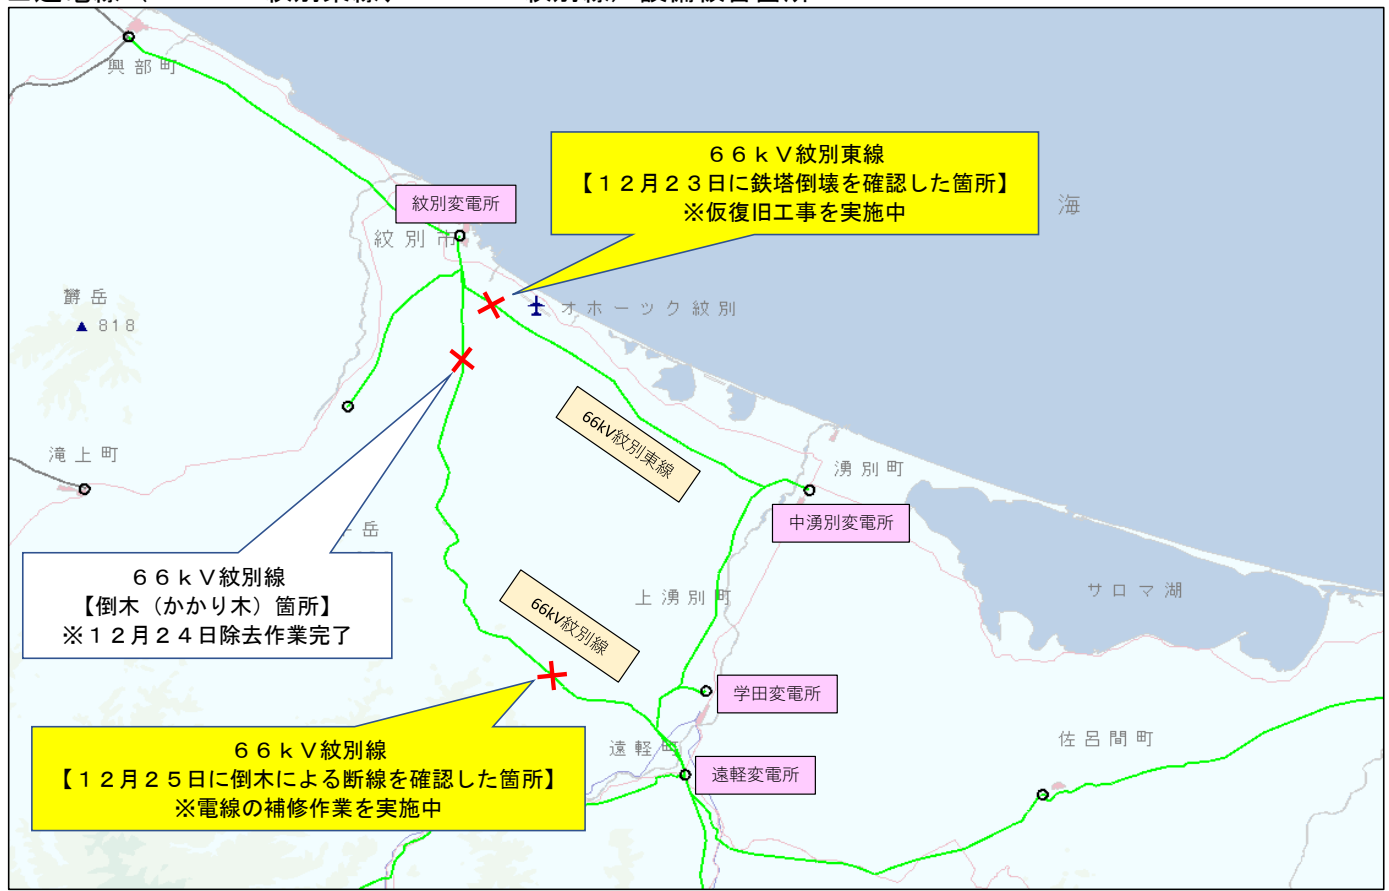 興部町
６６ｋＶ紋別東線
【１２月２３日に鉄塔倒壊を確認した箇所】
※仮復旧工事を実施中
海
紋別変電所
紋別市
欝岳
818
オホーツク紋別
66kV紋別東線
滝上町
湧別町
中湧別変電所
岳
６６ｋＶ紋別線
【倒木（かかり木）箇所】
※１２月２４日除去作業完了
サロマ湖
上湧別町
66kV紋別線
学田変電所
６６ｋＶ紋別線
【１２月２５日に倒木による断線を確認した箇所】
※電線の補修作業を実施中
遠軽町
遠軽変電所
佐呂間町